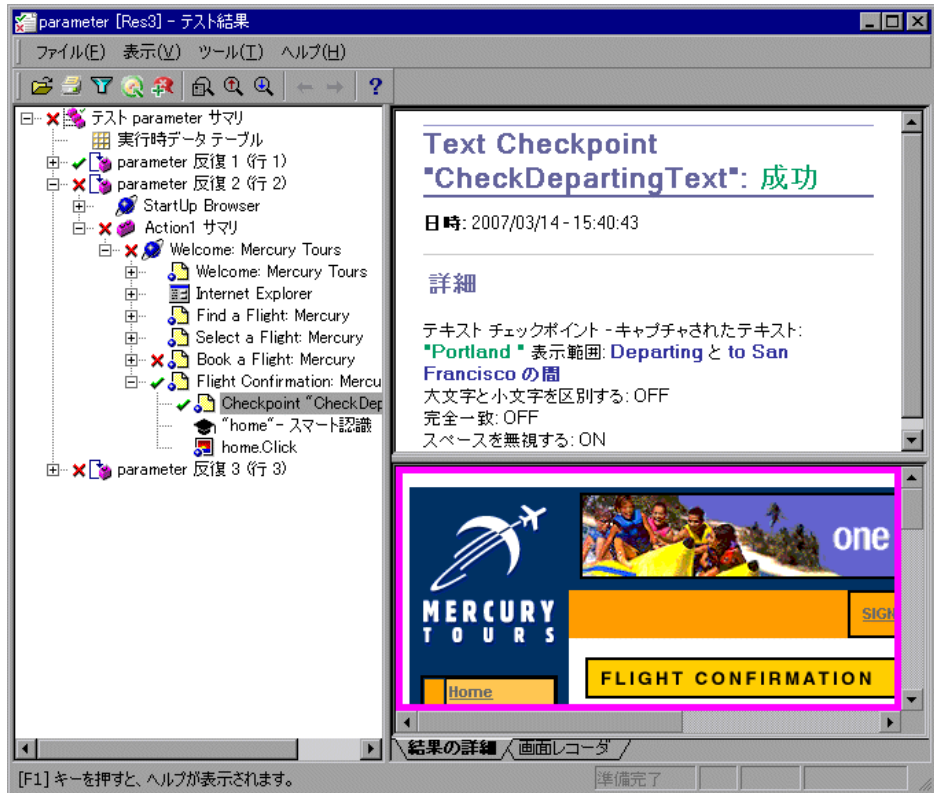 parameter [Res3] - テスト結果
ファイル(F) 表示(V) ツール(T) ヘルプ(H)
テスト parameter サマリ
実行時データ テーブル
parameter 反復 1 (行 1)
parameter 反復 2 (行 2)
StartUp Browser
Action1 サマリ
Welcome: Mercury Tours
Welcome: Mercury Tours
Internet Explorer
Find a Flight: Mercury
Select a Flight: Mercury
Book a Flight: Mercury
Flight Confirmation: Mercu
Checkpoint "CheckDep
"home"- スマート認識
home.Click
parameter 反復 3 (行 3)
Text Checkpoint
"CheckDepartingText": 成功
日時: 2007/03/14 - 15:40:43
詳細
テキスト チェックポイント - キャプチャされたテキスト:
"Portland " 表示範囲: Departing と to San
Francisco の間
大文字と小文字を区別する: OFF
完全一致: OFF
スペースを無視する: ON
one
MERCURY
TOURS
SIGN
FLIGHT CONFIRMATION
Home
結果の詳細 画面レコーダ
[F1] キーを押すと、ヘルプが表示されます。
準備完了